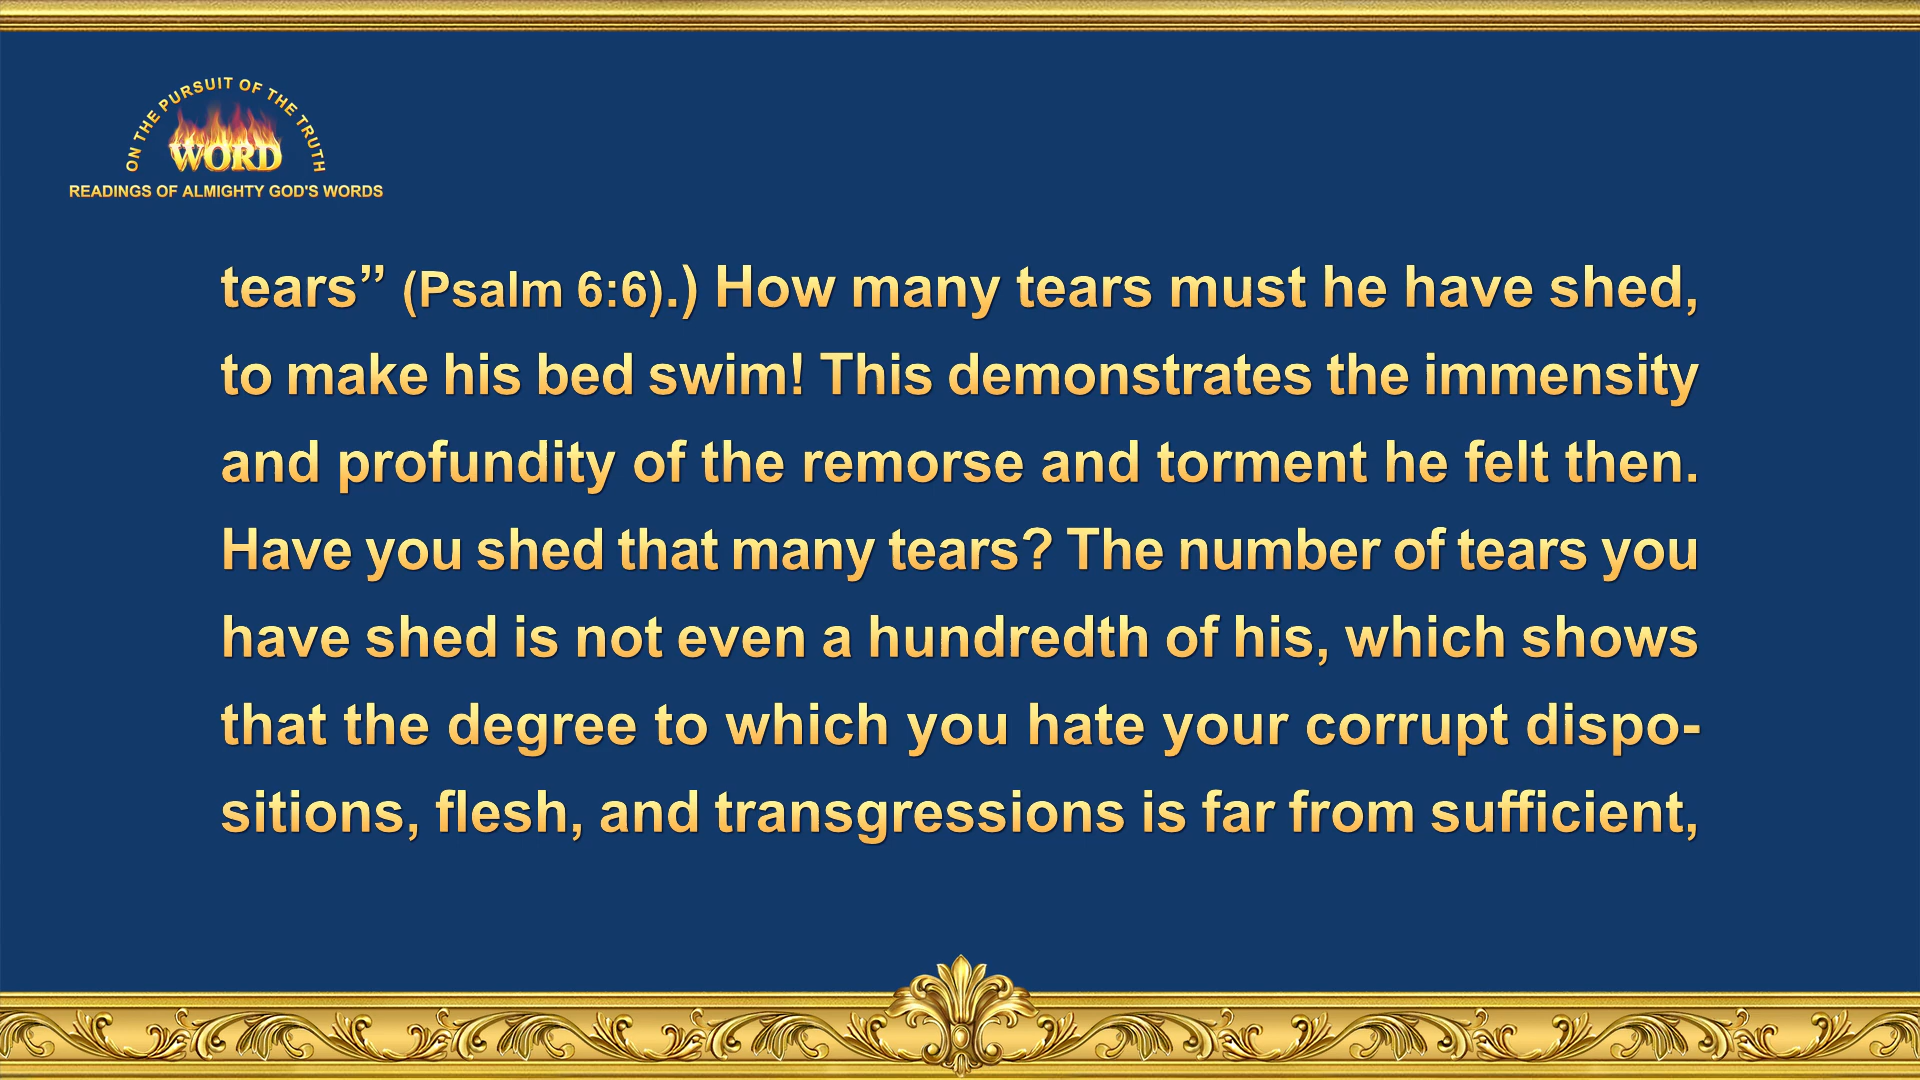 ON THE PURSUIT OF THE TRUTH
WORD
READINGS OF ALMIGHTY GOD'S WORDS
tears” (Psalm 6:6).) How many tears must he have shed,
to make his bed swim! This demonstrates the immensity
and profundity of the remorse and torment he felt then.
Have you shed that many tears? The number of tears you
have shed is not even a hundredth of his, which shows
that the degree to which you hate your corrupt dispo-
sitions, flesh, and transgressions is far from sufficient,